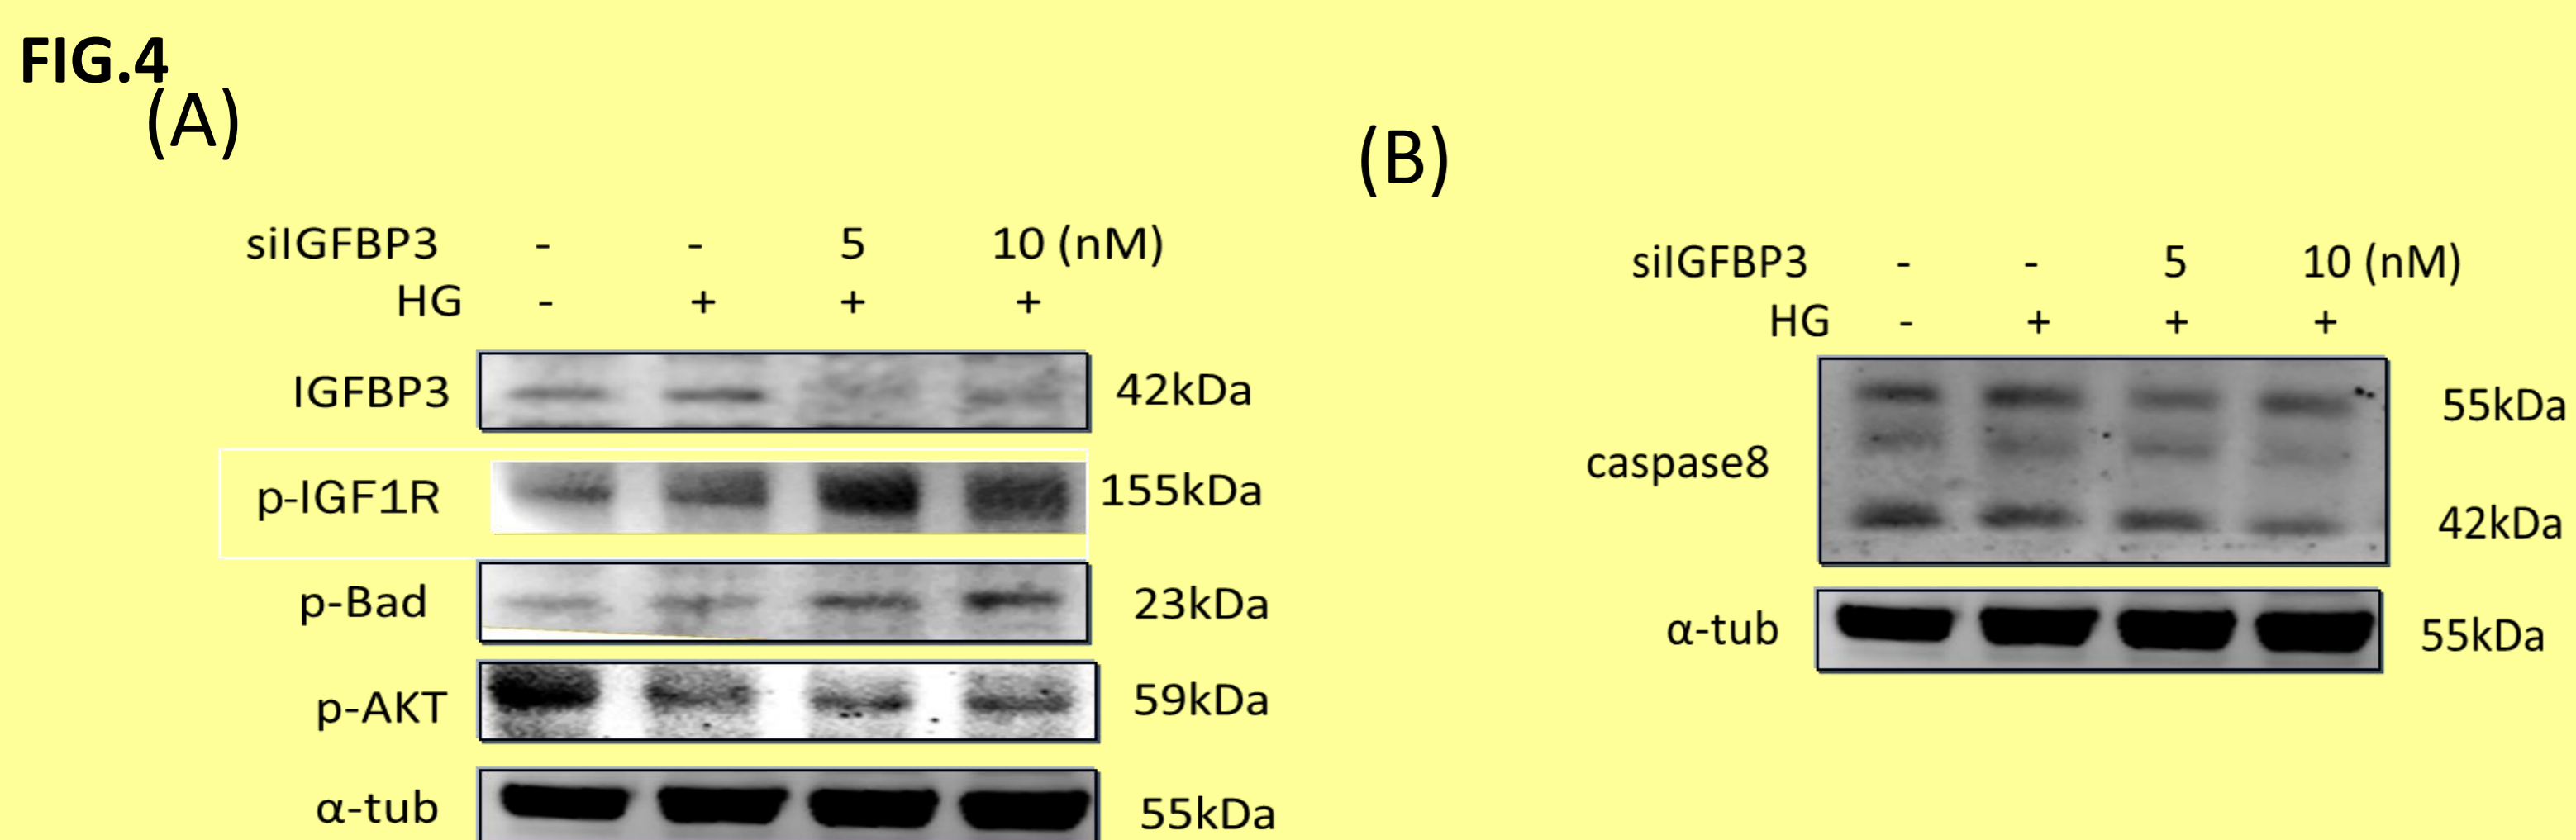 FIG.4
(A)
siIGFBP3 - - 5 10 (nM)
HG - + + +
IGFBP3 42kDa
p-IGF1R 155kDa
p-Bad 23kDa
p-AKT 59kDa
α-tub 55kDa
(B)
siIGFBP3 - - 5 10 (nM)
HG - + + +
55kDa
caspase8
42kDa
α-tub 55kDa